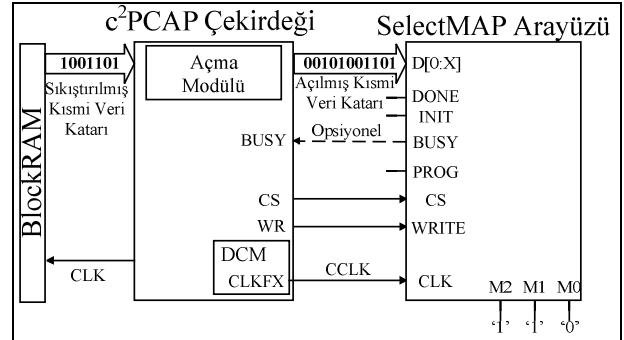 c²PCAP Çekirdeği
SelectMAP Arayüzü
BlockRAM
1001101
Sıkıştırılmış
Kısmi Veri
Katarı
CLK
Açma
Modülü
BUSY
CS
WR
DCM
CLKFX
00101001101
Açılmış Kısmi
Veri Katarı
Opsiyonel
CCLK
D[0:X]
DONE
INIT
BUSY
PROG
CS
WRITE
CLK
M2 M1 M0
‘1’ ‘1’ ‘0’